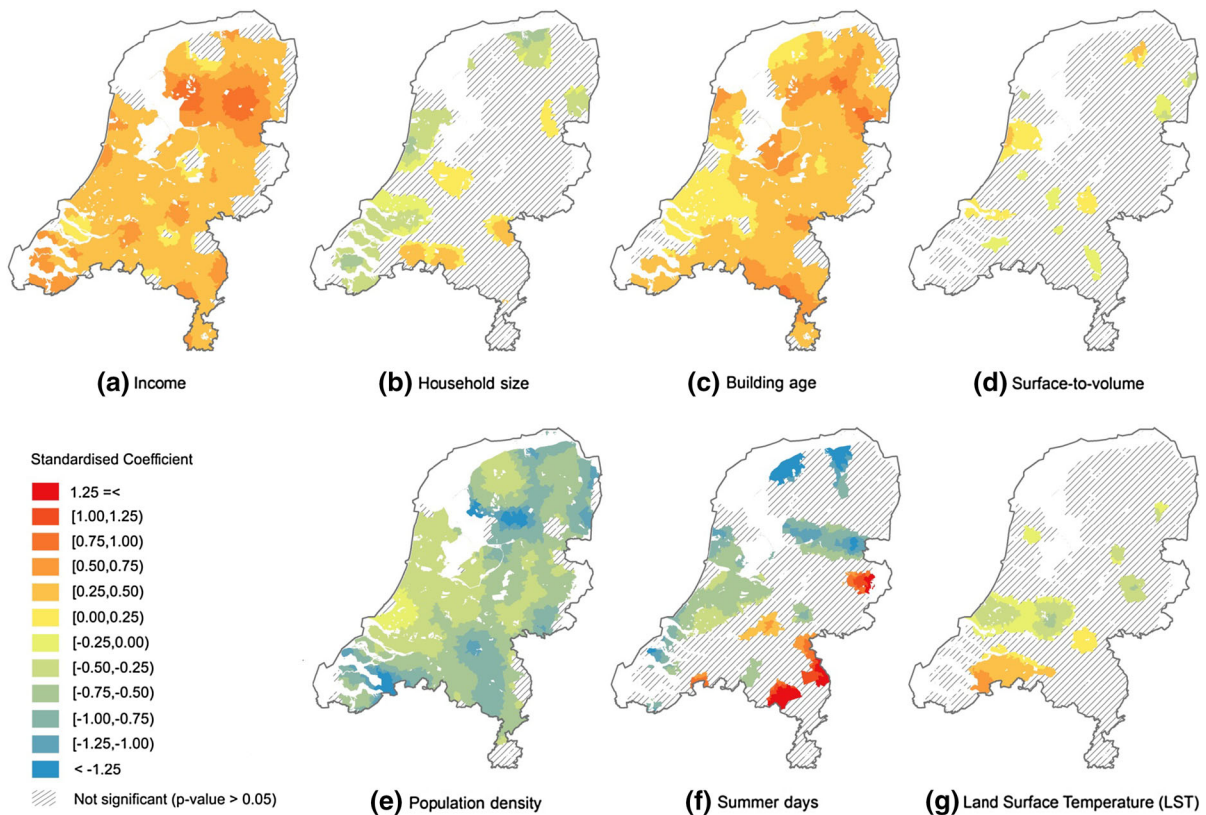 (a) Income
(b) Household size
(c) Building age
(d) Surface-to-volume
Standardised Coefficient
1.25 =<
[1.00,1.25)
[0.75,1.00)
[0.50,0.75)
[0.25,0.50)
[0.00,0.25)
[-0.25,0.00)
[-0.50,-0.25)
[-0.75,-0.50)
[-1.00,-0.75)
[-1.25,-1.00)
< -1.25
Not significant (p-value > 0.05)
(e) Population density
(f) Summer days
(g) Land Surface Temperature (LST)